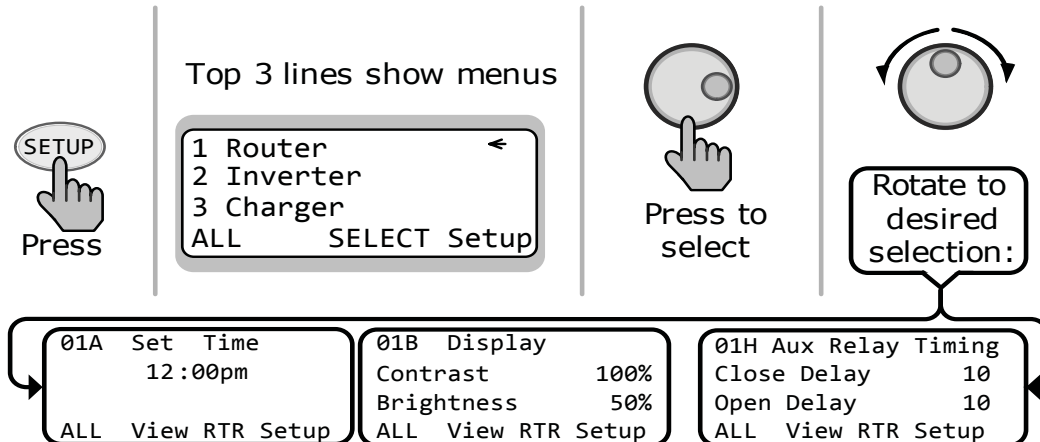 Top 3 lines show menus
SETUP
Press
1 Router
2 Inverter
3 Charger
ALL SELECT Setup
Press to
select
Rotate to
desired
selection:
01A Set Time
12:00pm
ALL View RTR Setup
01B Display
Contrast 100%
Brightness 50%
ALL View RTR Setup
01H Aux Relay Timing
Close Delay 10
Open Delay 10
ALL View RTR Setup